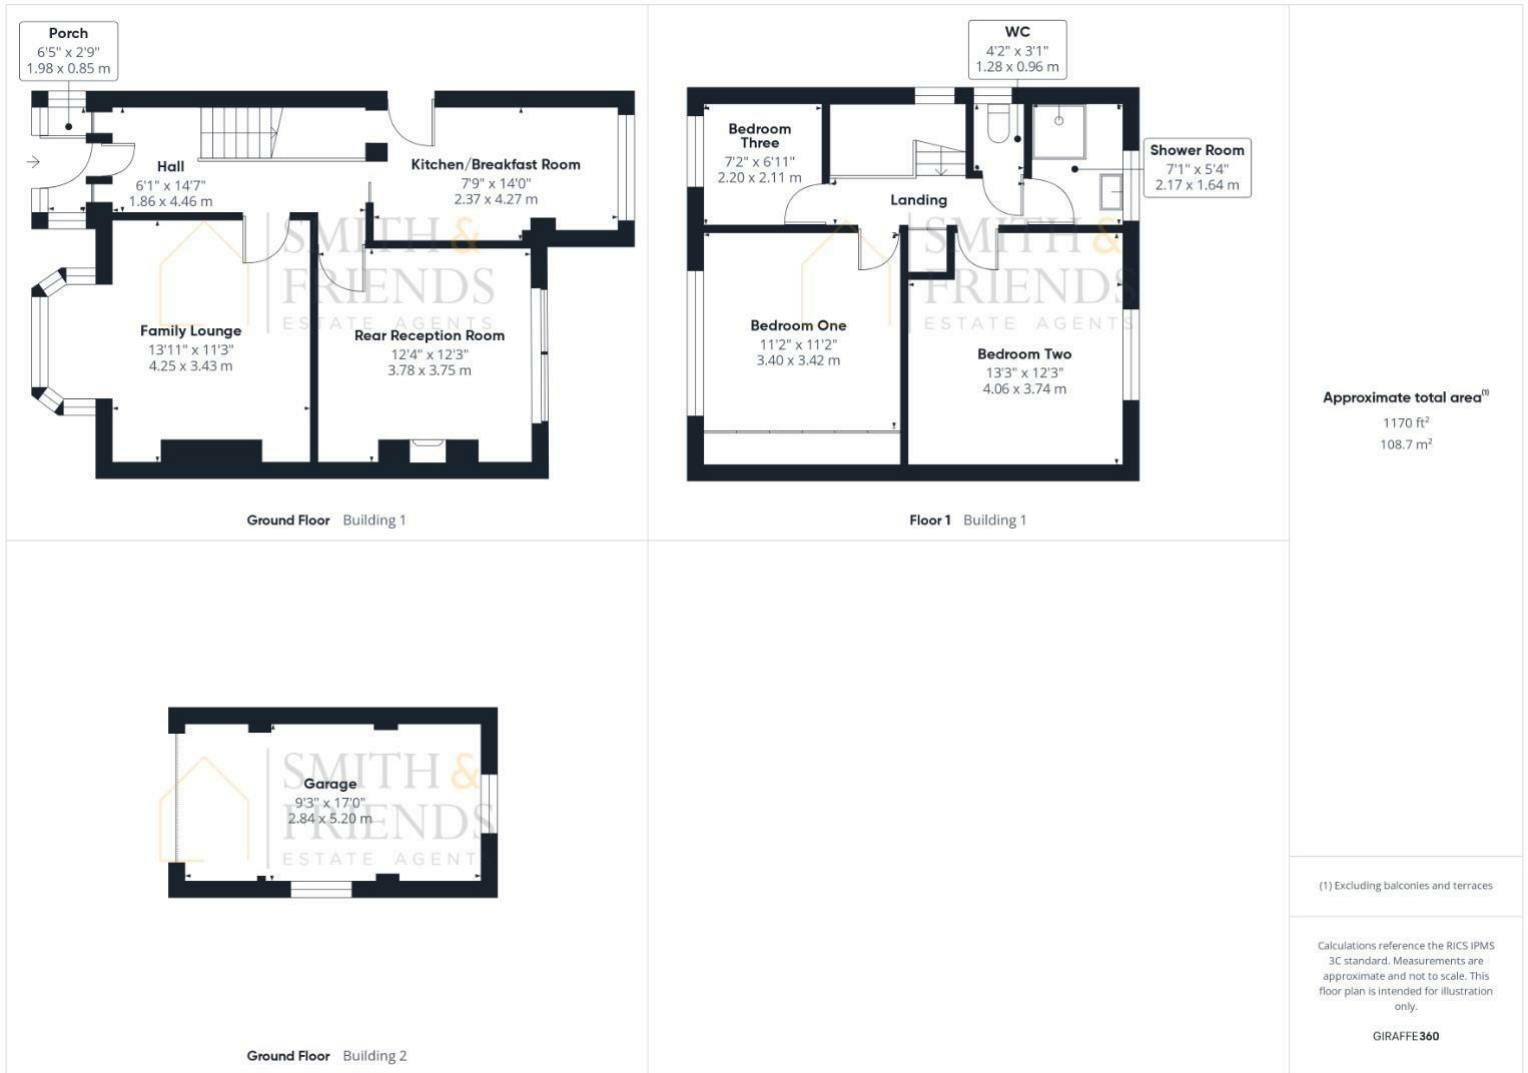 Porch
6'5" x 2'9"
1.98 x 0.85 m
Hall
6'1" x 14'7"
1.86 x 4.46 m
Kitchen/Breakfast Room
7'9" x 14'0"
2.37 x 4.27 m
SMITH &
FRIENDS
ESTATE AGENTS
Family Lounge
13'11" x 11'3"
4.25 x 3.43 m
Rear Reception Room
12'4" x 12'3"
3.78 x 3.75 m
Ground Floor Building 1
WC
4'2" x 3'1"
1.28 x 0.96 m
Bedroom
Three
7'2" x 6'11"
2.20 x 2.11 m
Shower Room
7'1" x 5'4"
2.17 x 1.64 m
Landing
SMITH &
FRIENDS
ESTATE AGENTS
Bedroom One
11'2" x 11'2"
3.40 x 3.42 m
Bedroom Two
13'3" x 12'3"
4.06 x 3.74 m
Floor 1 Building 1
Approximate total area(1)
1170 ft²
108.7 m²
SMITH &
FRIENDS
ESTATE AGENT
Garage
9'3" x 17'0"
2.84 x 5.20 m
Ground Floor Building 2
(1) Excluding balconies and terraces
Calculations reference the RICS IPMS
3C standard. Measurements are
approximate and not to scale. This
floor plan is intended for illustration
only.
GIRAFFE360